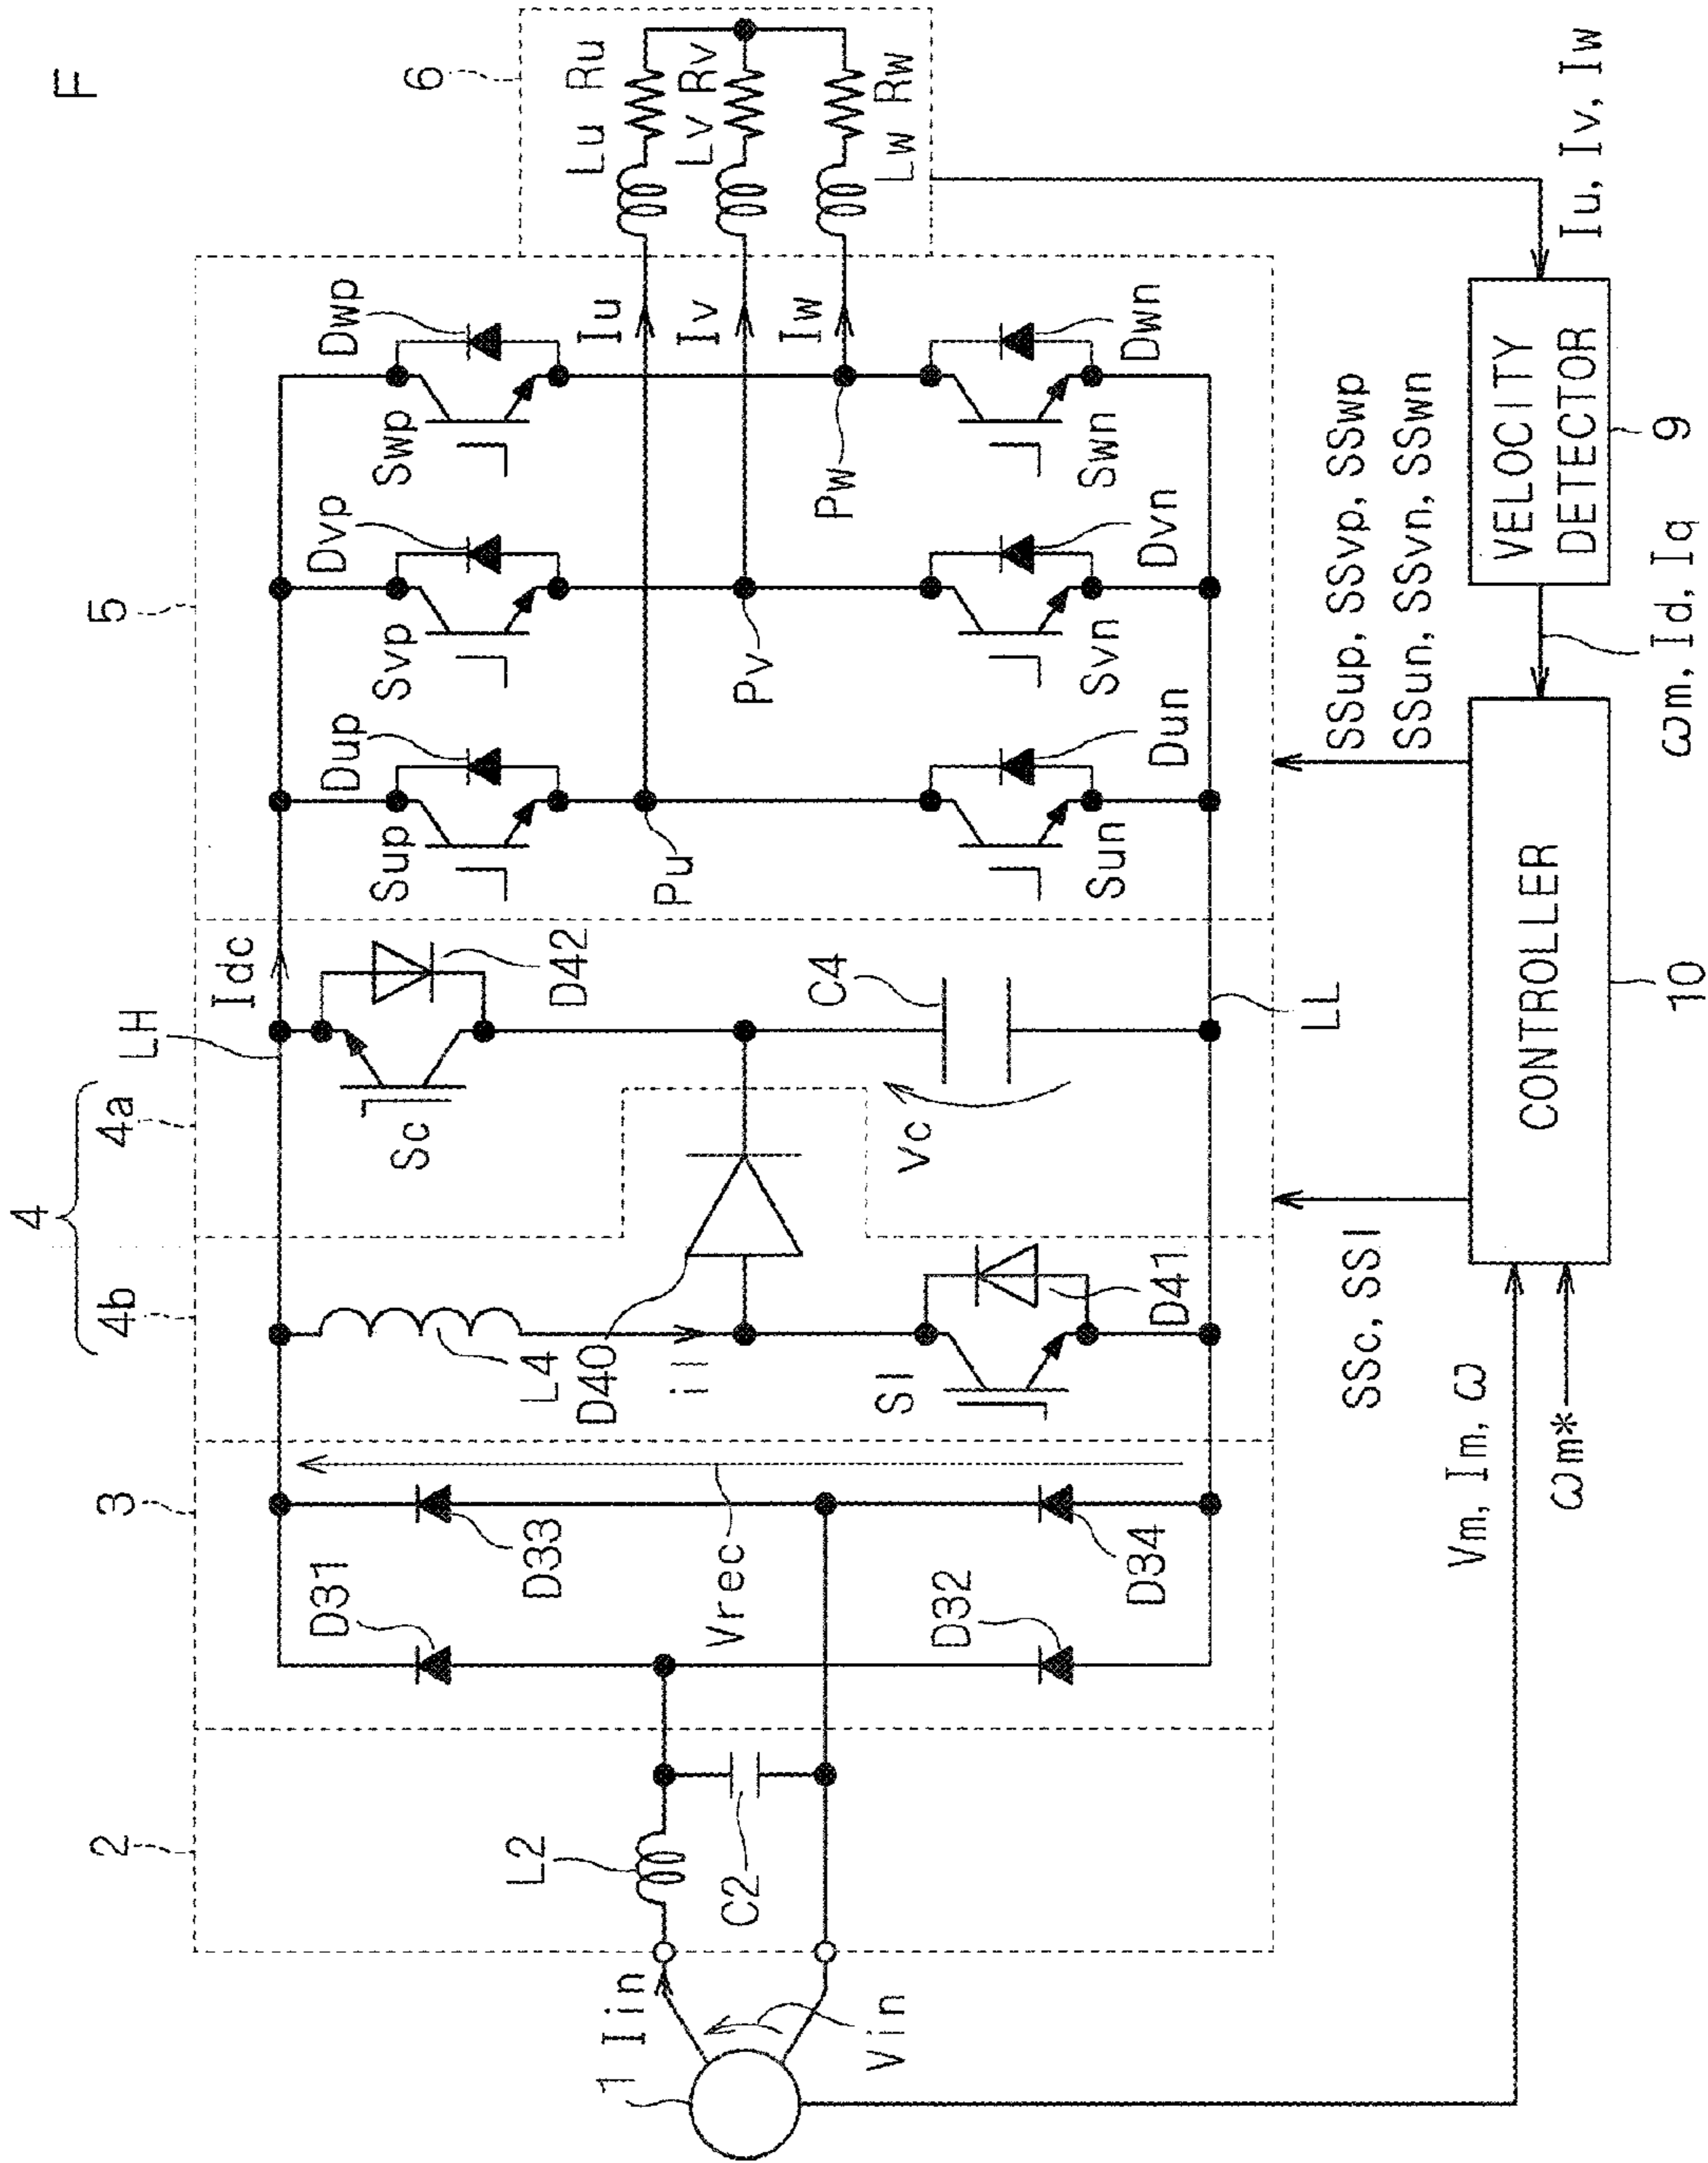 F
4
4b
4a
2
3
5
6
LH
Idc
D31
D33
L4
Sc
D42
Sup
Dup
Svp
Dvp
Swp
Dwp
Iin
L2
Vrec
D40
il
Pu
Pv
Pw
Iu
Iv
Iw
Lu Ru
Lv Rv
Lw Rw
1
Vin
C2
D32
D34
Sl
D41
Vc
C4
LL
Sun
Dun
Svn
Dvn
Swn
Dwn
SSc, SSl
SSup, SSvp, SSwp
SSun, SSvn, SSwn
Vm, Im, ω
ωm*
CONTROLLER
10
ωm, Id, Iq
VELOCITY
DETECTOR
9
Iu, Iv, Iw